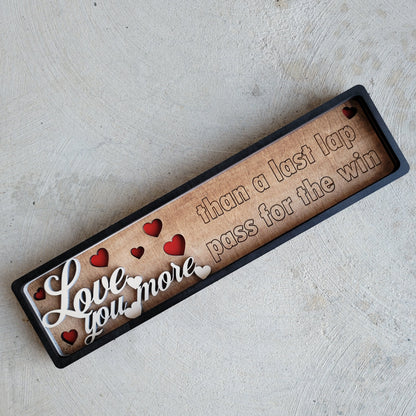 Love
you more
than a last lap
pass for the win